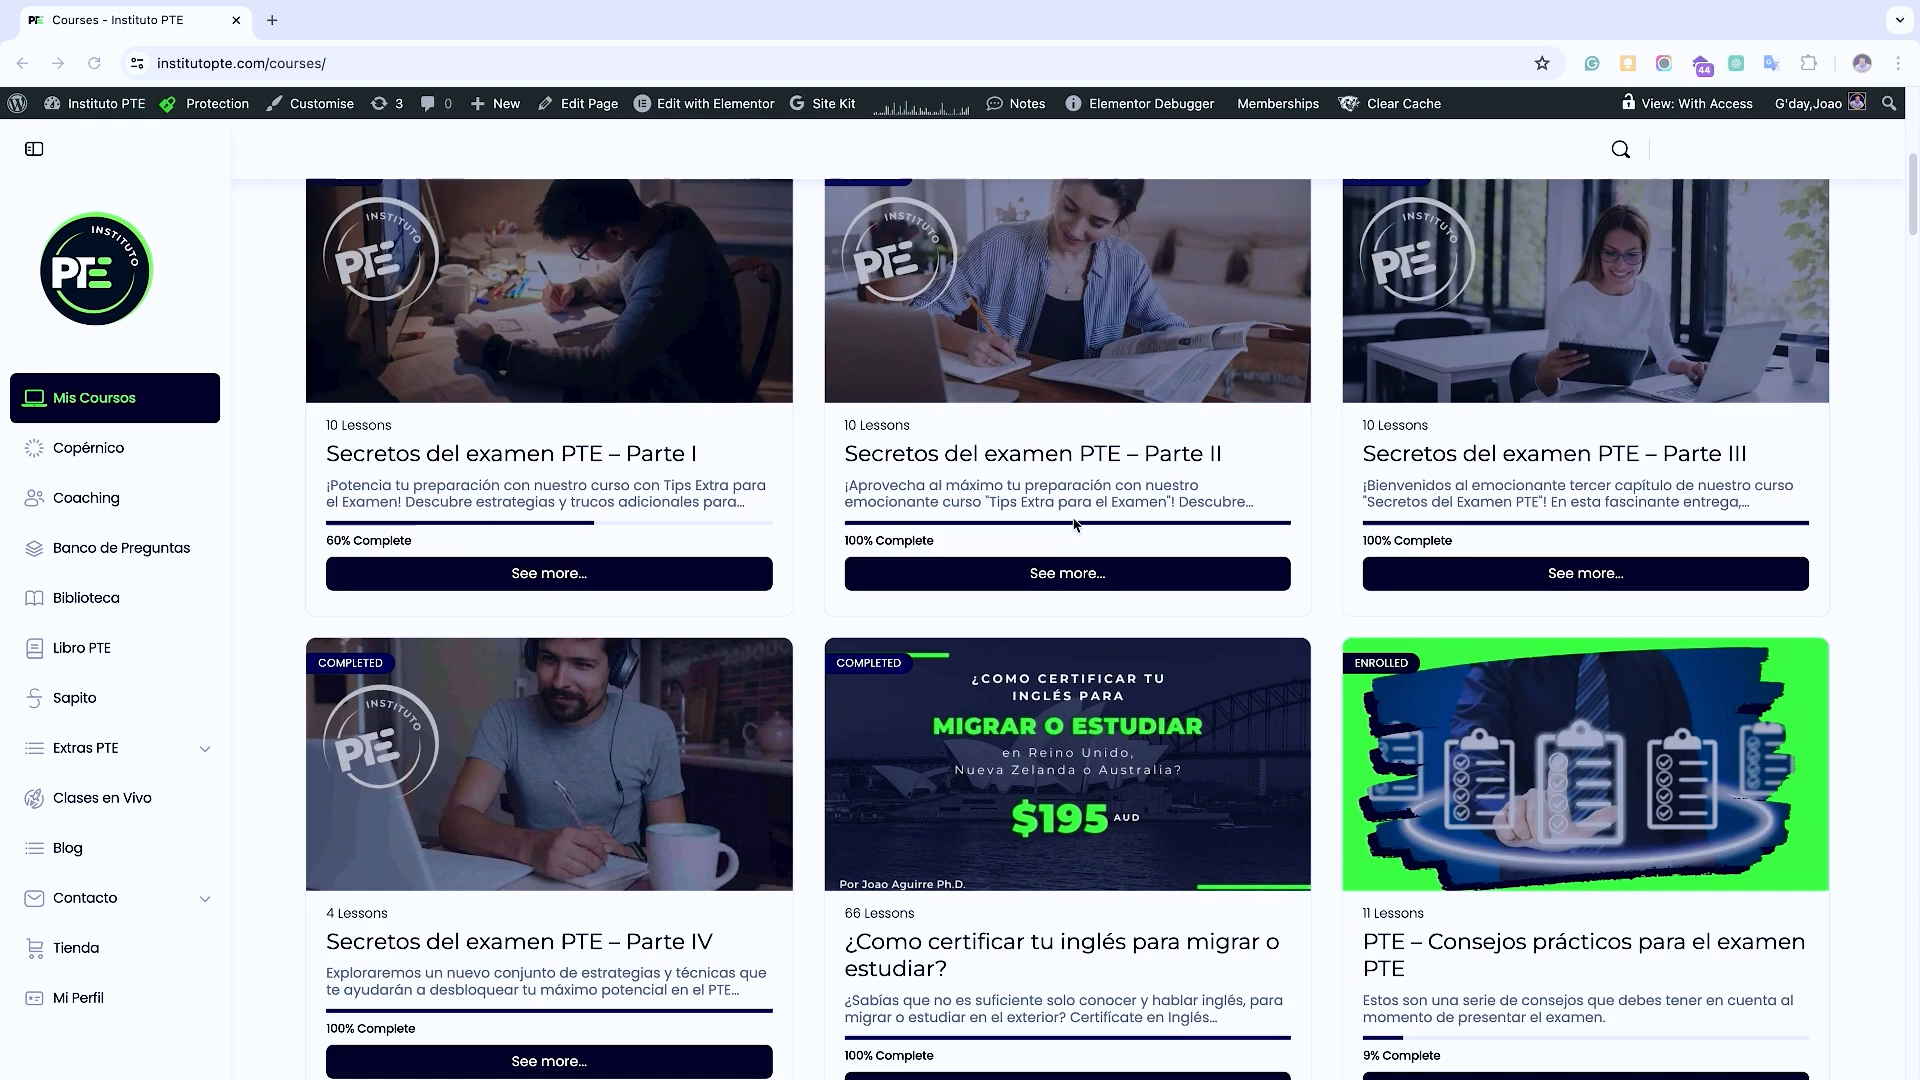 Courses - Instituto PTE
institutopte.com/courses/
44
Instituto PTE
Protection
Customise
3
0
New
Edit Page
Edit with Elementor
Site Kit
Notes
Elementor Debugger
Memberships
Clear Cache
View: With Access
G'day, Joao
INSTITUTO
PTE
Mis Cursos
Copérnico
Coaching
Banco de Preguntas
Biblioteca
Libro PTE
Sapito
Extras PTE
Clases en Vivo
Blog
Contacto
Tienda
Mi Perfil
INSTITUTO
PTE
10 Lessons
Secretos del examen PTE – Parte I
¡Potencia tu preparación con nuestro curso con Tips Extra para
el Examen! Descubre estrategias y trucos adicionales para...
60% Complete
See more...
INSTITUTO
PTE
10 Lessons
Secretos del examen PTE – Parte II
¡Aprovecha al máximo tu preparación con nuestro
emocionante curso "Tips Extra para el Examen"! Descubre...
100% Complete
See more...
INSTITUTO
PTE
10 Lessons
Secretos del examen PTE – Parte III
¡Bienvenidos al emocionante tercer capítulo de nuestro curso
"Secretos del Examen PTE"! En esta fascinante entrega,...
100% Complete
See more...
COMPLETED
INSTITUTO
PTE
4 Lessons
Secretos del examen PTE – Parte IV
Exploraremos un nuevo conjunto de estrategias y técnicas que
te ayudarán a desbloquear tu máximo potencial en el PTE...
100% Complete
See more...
COMPLETED
¿COMO CERTIFICAR TU
INGLÉS PARA
MIGRAR O ESTUDIAR
en Reino Unido,
Nueva Zelanda o Australia?
$195 AUD
Por Joao Aguirre Ph.D.
66 Lessons
¿Como certificar tu inglés para migrar o
estudiar?
¿Sabías que no es suficiente solo conocer y hablar inglés, para
migrar o estudiar en el exterior? Certifícate en Inglés...
100% Complete
ENROLLED
11 Lessons
PTE – Consejos prácticos para el examen
PTE
Estos son una serie de consejos que debes tener en cuenta al
momento de presentar el examen.
9% Complete